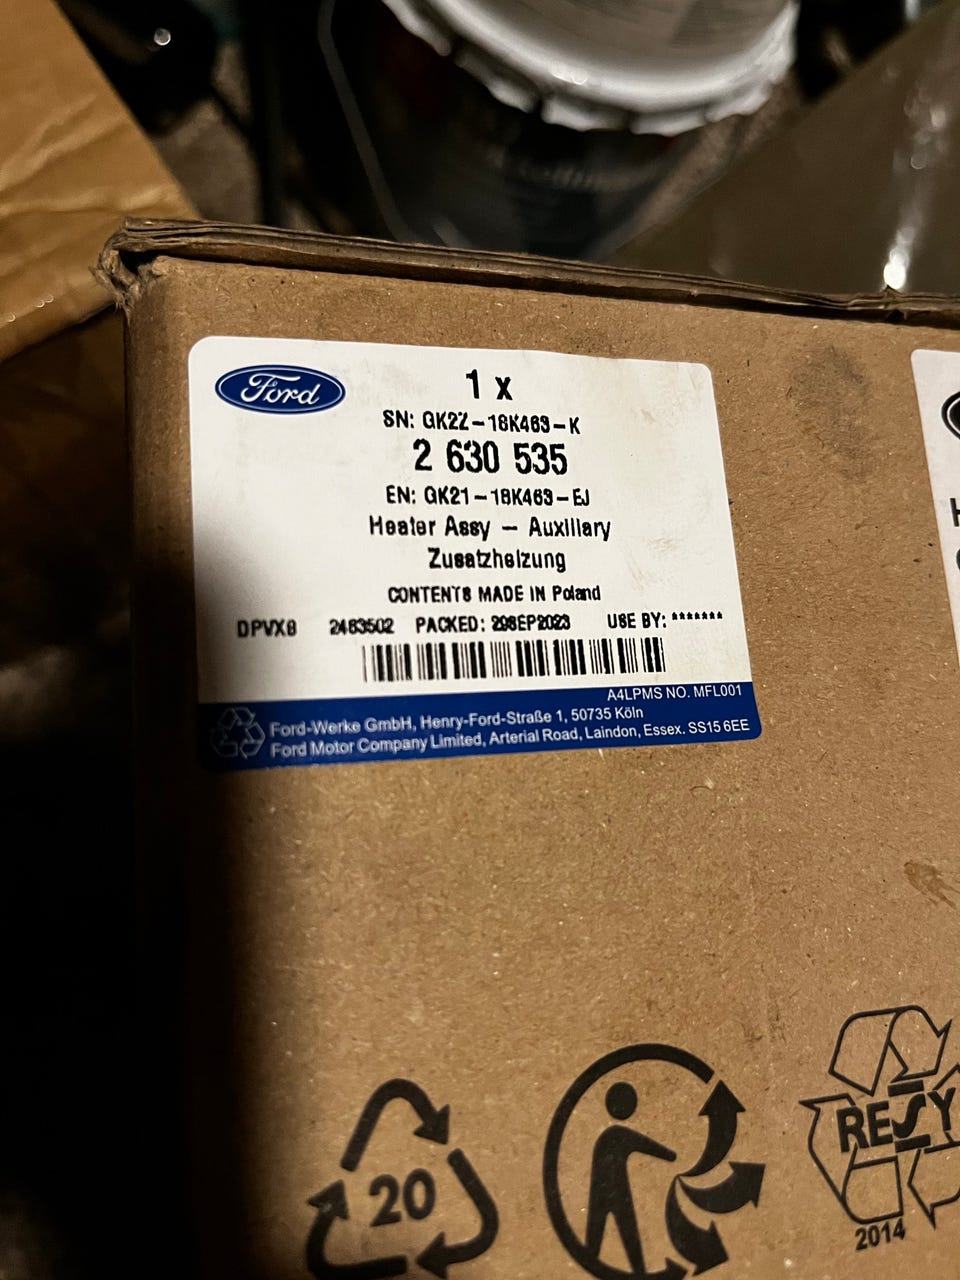 Ford
1 x
SN: GK2Z-18K463-K
2 630 535
EN: GK21-18K463-EJ
Heater Assy - Auxiliary
Zusatzheizung
CONTENTS MADE IN Poland
DPVX8 2463502 PACKED: 29SEP2023 USE BY: *******
A4LPMS NO. MFL001
Ford-Werke GmbH, Henry-Ford-Straße 1, 50735 Köln
Ford Motor Company Limited, Arterial Road, Laindon, Essex. SS15 6EE
20
RESY
2014